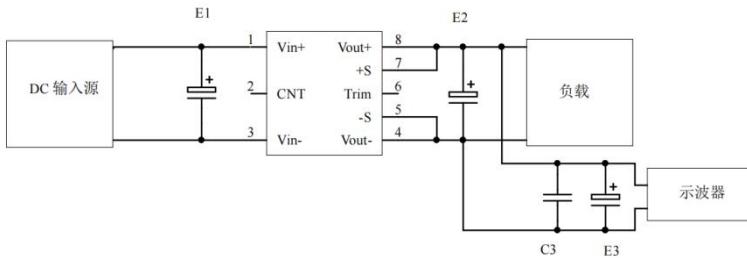 E1
E2
1 Vin+ Vout+ 8
+S 7
DC 输入源
2 CNT Trim 6
负载
-S 5
3 Vin- Vout- 4
示波器
C3
E3